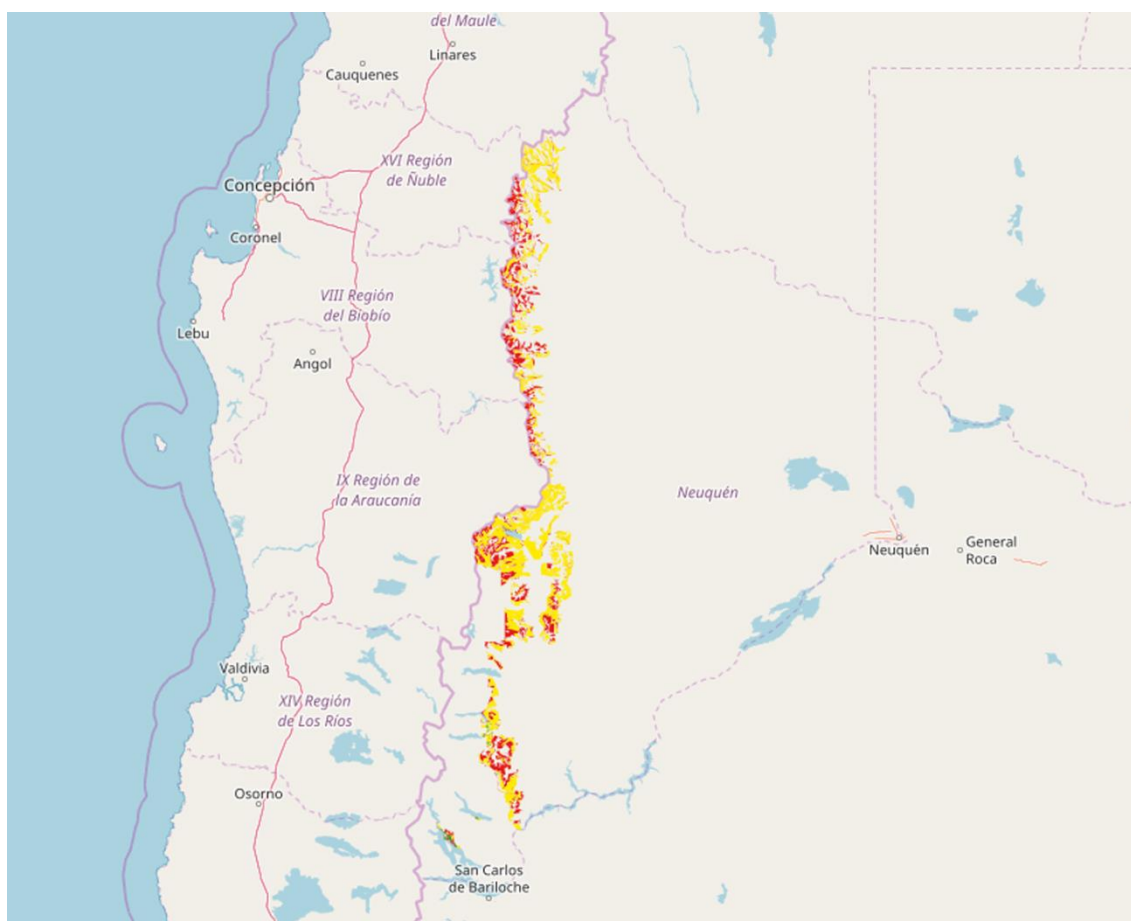 del Maule
Linares
Cauquenes
XVI Región
de Ñuble
Concepción
Coronel
VIII Región
del Biobío
Lebu
Angol
IX Región de
la Araucanía
Neuquén
Neuquén
General
Roca
Valdivia
XIV Región
de Los Ríos
Osorno
San Carlos
de Bariloche